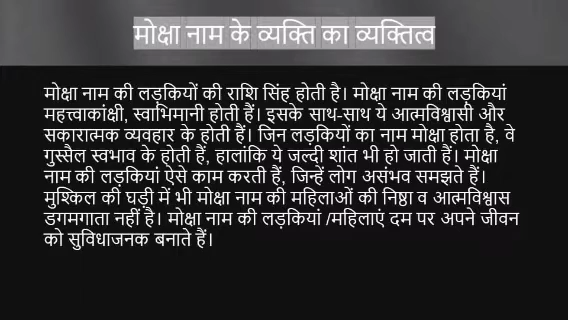 मोक्षा नाम के व्यक्ति का व्यक्तित्व
मोक्षा नाम की लड़कियों की राशि सिंह होती है। मोक्षा नाम की लड़कियां
महत्त्वाकांक्षी, स्वाभिमानी होती हैं। इसके साथ-साथ ये आत्मविश्वासी और
सकारात्मक व्यवहार के होती हैं। जिन लड़कियों का नाम मोक्षा होता है, वे
गुस्सैल स्वभाव के होती हैं, हालांकि ये जल्दी शांत भी हो जाती हैं। मोक्षा
नाम की लड़कियां ऐसे काम करती हैं, जिन्हें लोग असंभव समझते हैं।
मुश्किल की घड़ी में भी मोक्षा नाम की महिलाओं की निष्ठा व आत्मविश्वास
डगमगाता नहीं है। मोक्षा नाम की लड़कियां /महिलाएं दम पर अपने जीवन
को सुविधाजनक बनाते हैं।